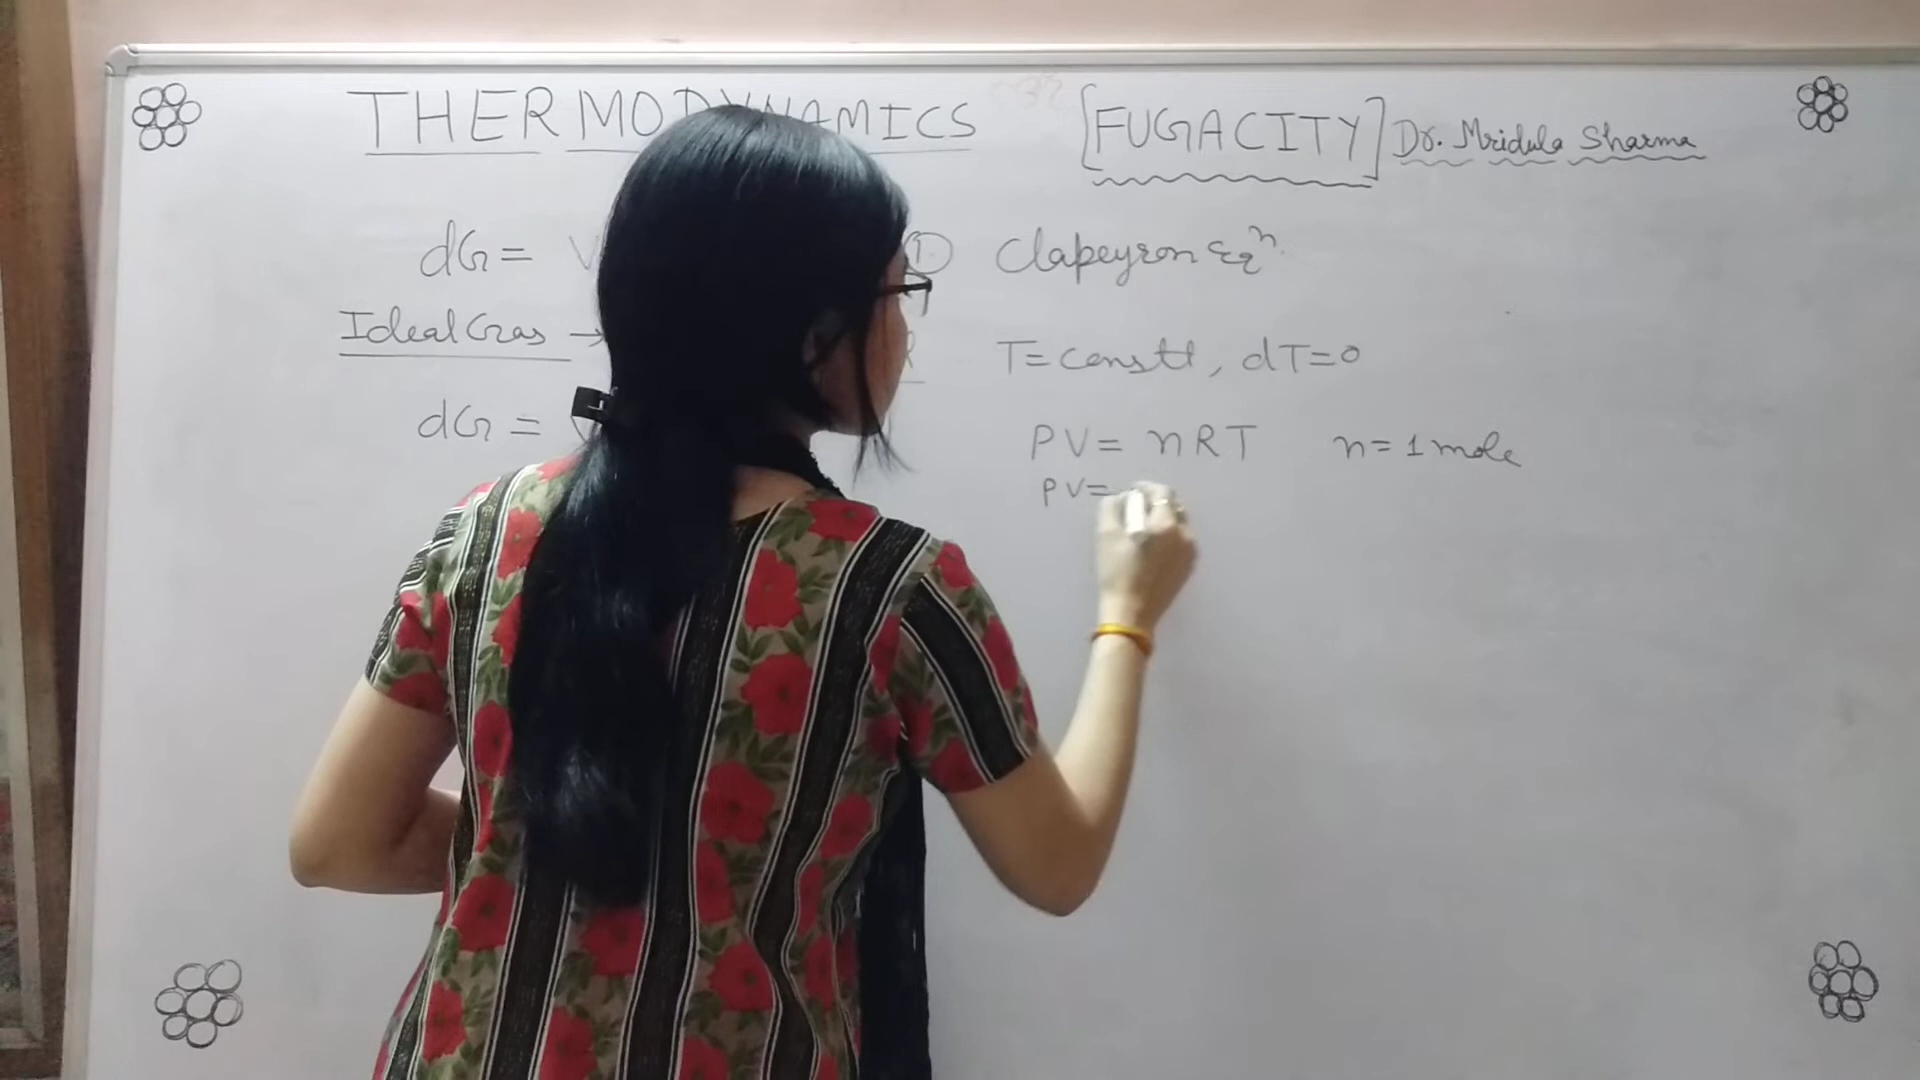 THERMODYNAMICS [FUGACITY] Dr. Mridula Sharma
dG = V ① Clapeyron Eqⁿ.
Ideal Gas → T = constt, dT=0
dG =
PV = nRT n = 1 mole
PV =